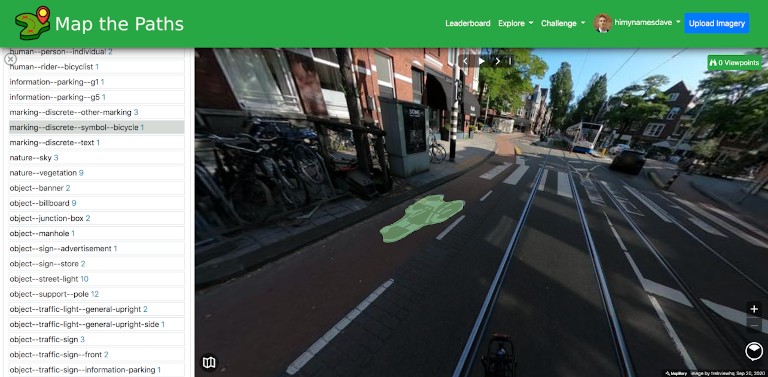 Map the Paths
Leaderboard Explore Challenge himynamesdave Upload Imagery
human--person--individual 2
human--rider--bicyclist 1
information--parking--g1 1
information--parking--g5 1
marking--discrete--other-marking 3
marking--discrete--symbol--bicycle 1
marking--discrete--text 1
nature--sky 3
nature--vegetation 9
object--banner 2
object--billboard 9
object--junction-box 2
object--manhole 1
object--sign--advertisement 1
object--sign--store 2
object--street-light 10
object--support--pole 12
object--traffic-light--general-upright 2
object--traffic-light--general-upright-side 1
object--traffic-sign 3
object--traffic-sign--front 2
object--traffic-sign--information-parking 1
0 Viewpoints
mapillary image by trekviewhq, Sep 20, 2020